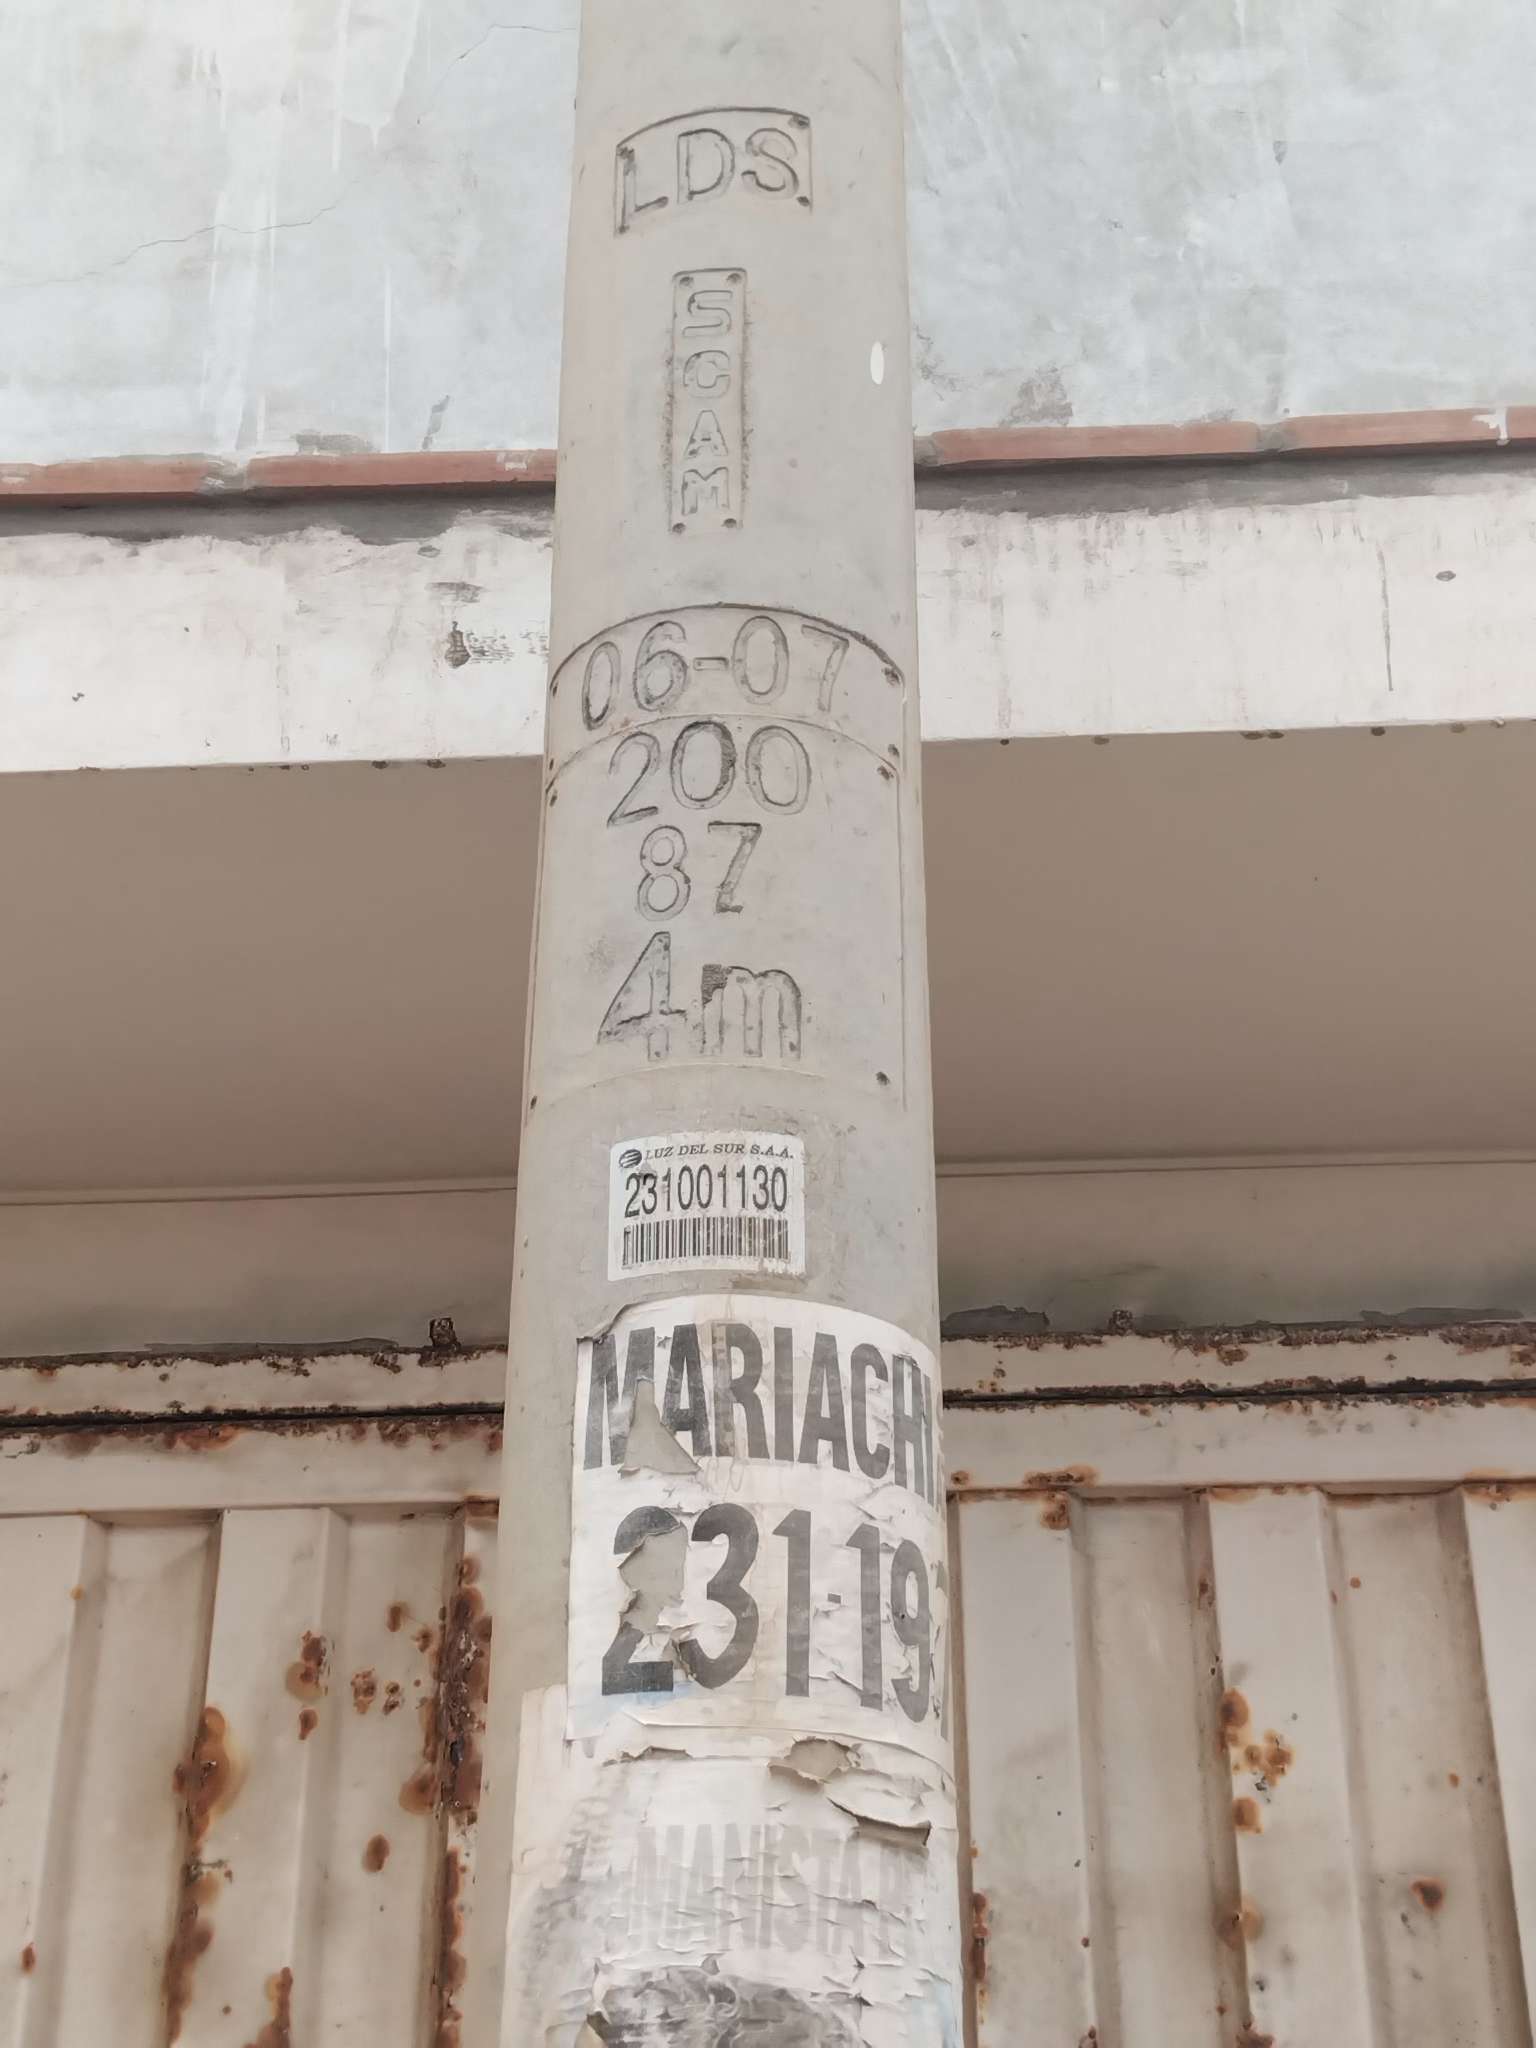 LDS
SCAM
06-07
200
87
4m
LUZ DEL SUR S.A.A.
231001130
MARIACHI
231-19